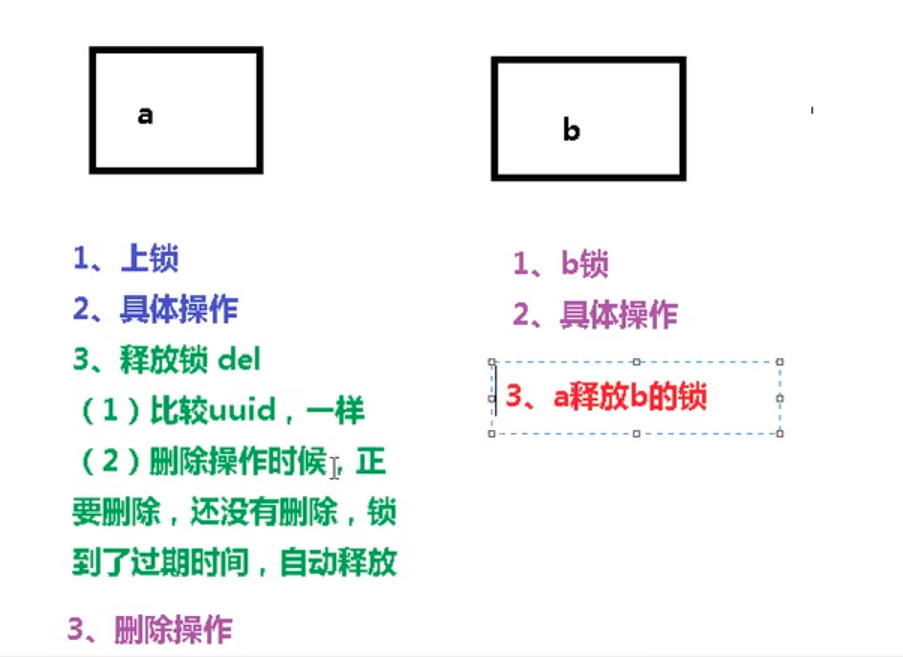 a
b
1、上锁
2、具体操作
3、释放锁 del
（1）比较uuid，一样
（2）删除操作时候，正
要删除，还没有删除，锁
到了过期时间，自动释放
3、删除操作
1、b锁
2、具体操作
3、a释放b的锁